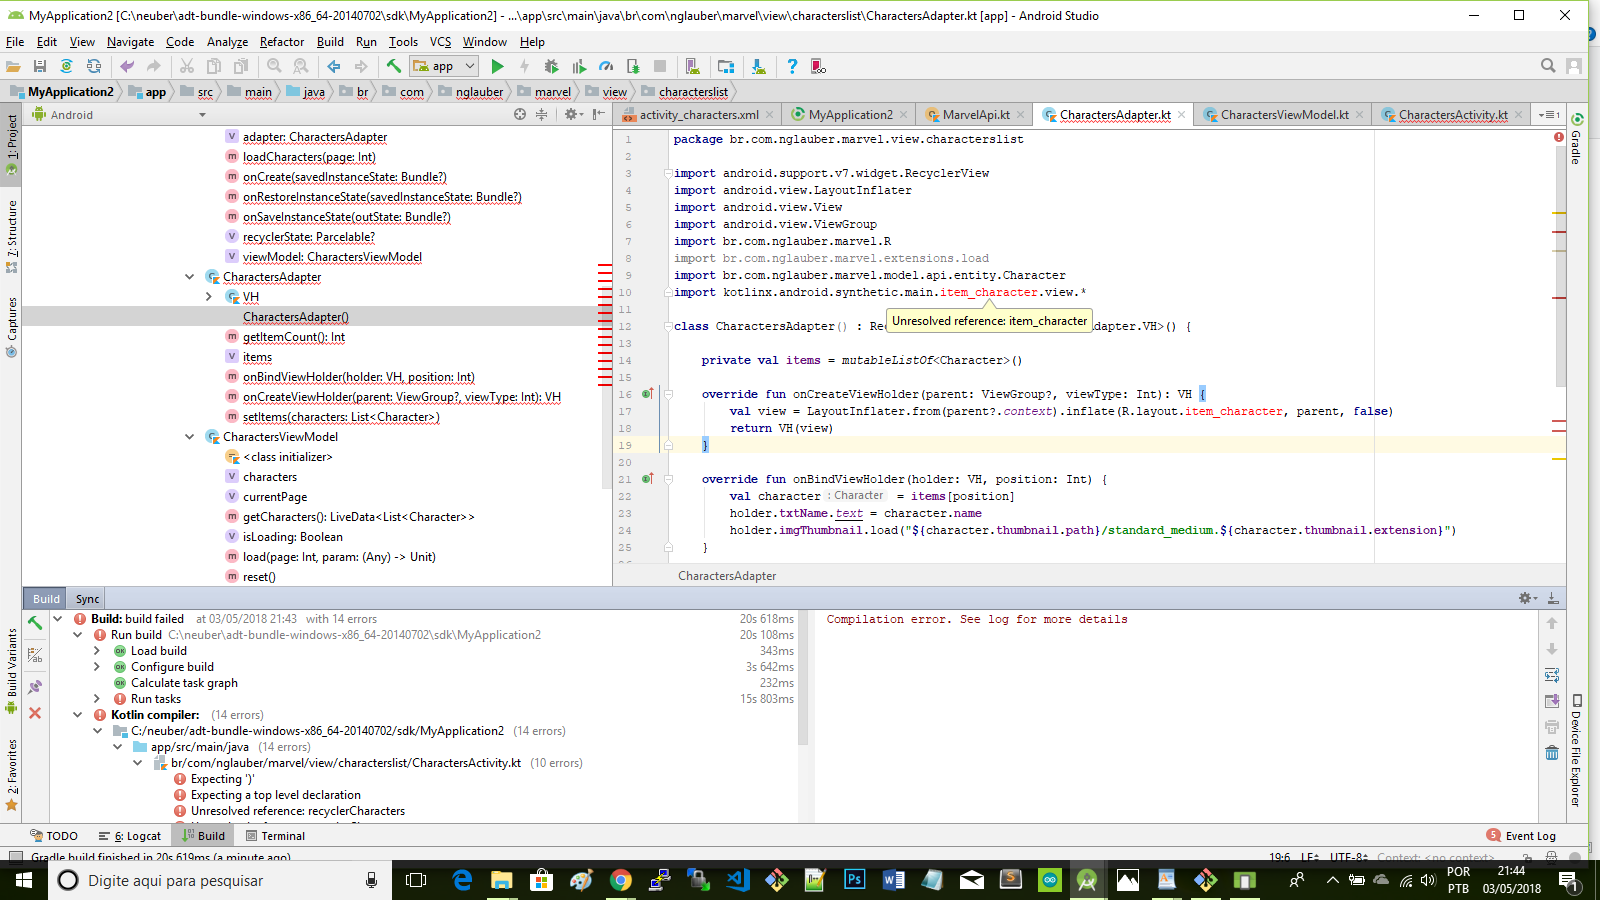 MyApplication2 [C:\neuber\adt-bundle-windows-x86_64-20140702\sdk\MyApplication2] - ...\app\src\main\java\br\com\nglauber\marvel\view\characterslist\CharactersAdapter.kt [app] - Android Studio
File Edit View Navigate Code Analyze Refactor Build Run Tools VCS Window Help
app
MyApplication2 app src main java br com nglauber marvel view characterslist
Android
activity_characters.xml MyApplication2 MarvelApi.kt CharactersAdapter.kt CharactersViewModel.kt CharactersActivity.kt
1: Project
7: Structure
Captures
Build Variants
2: Favorites
adapter: CharactersAdapter
loadCharacters(page: Int)
onCreate(savedInstanceState: Bundle?)
onRestoreInstanceState(savedInstanceState: Bundle?)
onSaveInstanceState(outState: Bundle?)
recyclerState: Parcelable?
viewModel: CharactersViewModel
CharactersAdapter
VH
CharactersAdapter()
getItemCount(): Int
items
onBindViewHolder(holder: VH, position: Int)
onCreateViewHolder(parent: ViewGroup?, viewType: Int): VH
setItems(characters: List<Character>)
CharactersViewModel
<class initializer>
characters
currentPage
getCharacters(): LiveData<List<Character>>
isLoading: Boolean
load(page: Int, param: (Any) -> Unit)
reset()
1 package br.com.nglauber.marvel.view.characterslist
2
3 import android.support.v7.widget.RecyclerView
4 import android.view.LayoutInflater
5 import android.view.View
6 import android.view.ViewGroup
7 import br.com.nglauber.marvel.R
8 import br.com.nglauber.marvel.extensions.load
9 import br.com.nglauber.marvel.model.api.entity.Character
10 import kotlinx.android.synthetic.main.item_character.view.*
11
Unresolved reference: item_character
12 class CharactersAdapter() : Re adapter.VH>() {
13
14 private val items = mutableListOf<Character>()
15
16 override fun onCreateViewHolder(parent: ViewGroup?, viewType: Int): VH {
17 val view = LayoutInflater.from(parent?.context).inflate(R.layout.item_character, parent, false)
18 return VH(view)
19 }
20
21 override fun onBindViewHolder(holder: VH, position: Int) {
22 val character : Character = items[position]
23 holder.txtName.text = character.name
24 holder.imgThumbnail.load("${character.thumbnail.path}/standard_medium.${character.thumbnail.extension}")
25 }
CharactersAdapter
Gradle
Device File Explorer
Build Sync
Build: build failed at 03/05/2018 21:43 with 14 errors 20s 618ms
Run build C:\neuber\adt-bundle-windows-x86_64-20140702\sdk\MyApplication2 20s 108ms
Load build 343ms
Configure build 3s 642ms
Calculate task graph 232ms
Run tasks 15s 803ms
Kotlin compiler: (14 errors)
C:/neuber/adt-bundle-windows-x86_64-20140702/sdk/MyApplication2 (14 errors)
app/src/main/java (14 errors)
br/com/nglauber/marvel/view/characterslist/CharactersActivity.kt (10 errors)
Expecting ')'
Expecting a top level declaration
Unresolved reference: recyclerCharacters
Compilation error. See log for more details
TODO 6: Logcat Build Terminal 5 Event Log
Gradle build finished in 20s 619ms (a minute ago) 19:6 LF UTF-8 Context: <no context>
Digite aqui para pesquisar
POR
PTB
21:44
03/05/2018
1